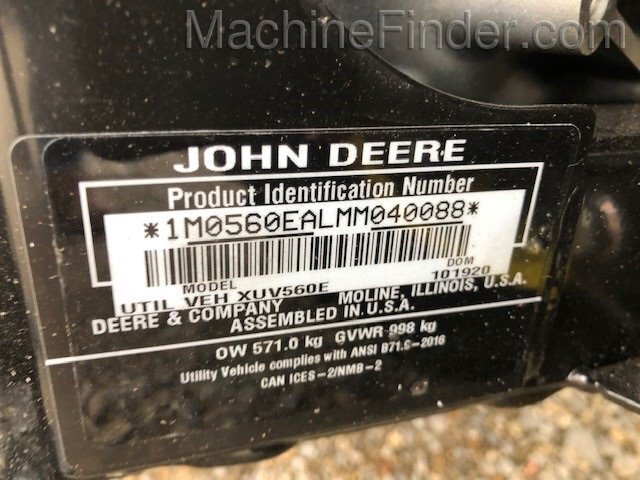 MachineFinder.com
JOHN DEERE
Product Identification Number
*1M0560EALMM040088*
MODEL DOM
UTIL VEH XUV560E 101920
DEERE & COMPANY MOLINE, ILLINOIS, U.S.A.
ASSEMBLED IN U.S.A.
OW 571.0 kg GVWR 998 kg
Utility Vehicle complies with ANSI B71.9-2016
CAN ICES-2/NMB-2